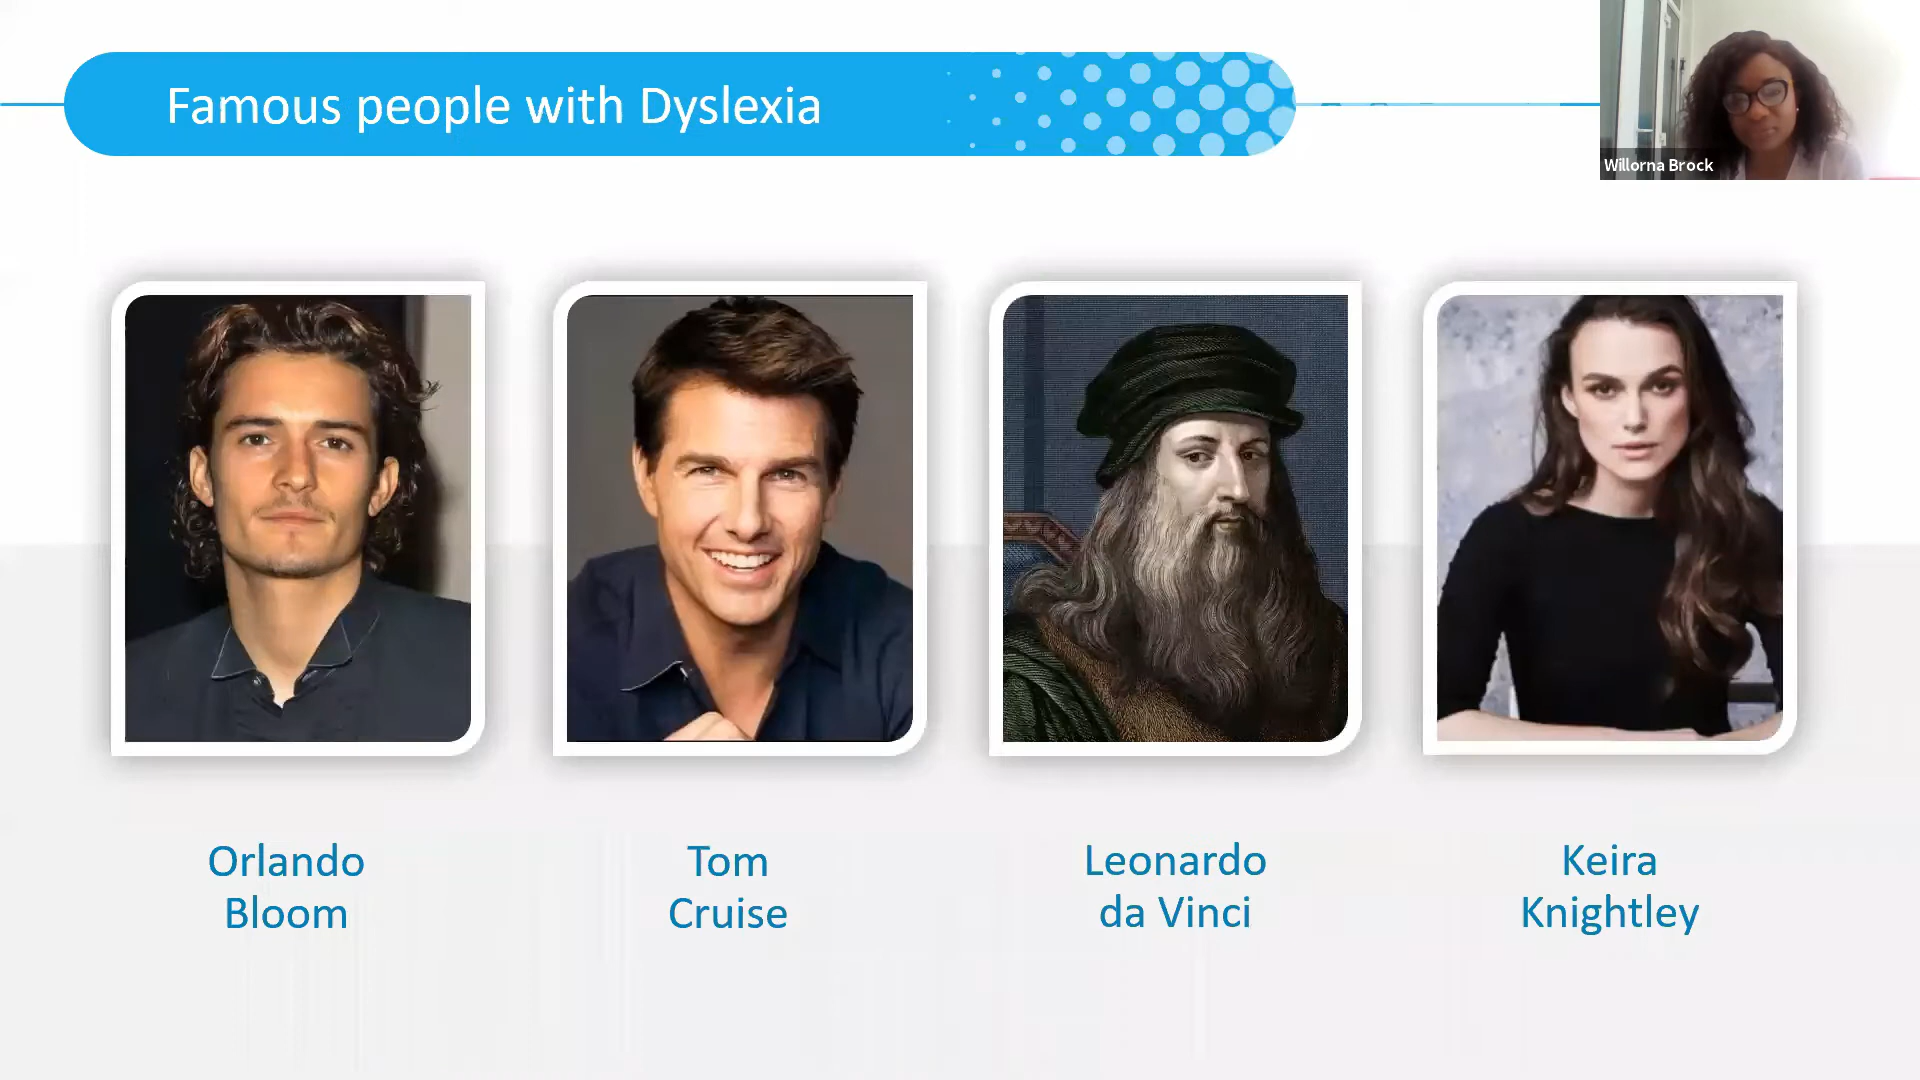 Famous people with Dyslexia
Willorna Brock
Orlando
Bloom
Tom
Cruise
Leonardo
da Vinci
Keira
Knightley